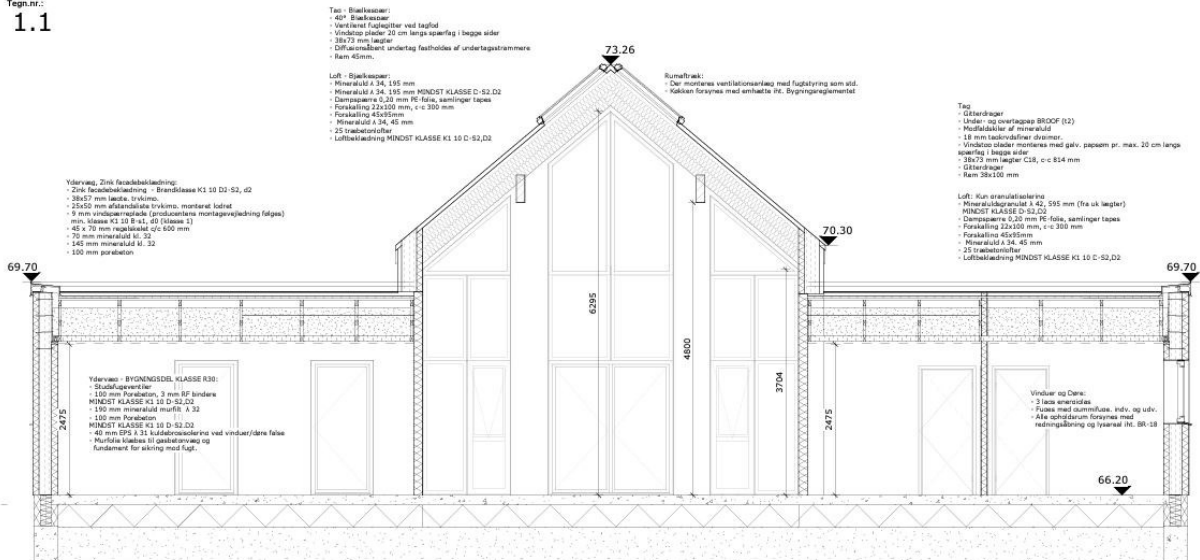 Tegn.nr.:
1.1
Tag - Bjælkespær:
- 40° Bjælkespær
- Ventileret fuglegitter ved tagfod
- Vindstop plader 20 cm langs spærfag i begge sider
- 38x73 mm lægter
- Diffusionsåbent undertag fastholdes af undertagsstrammere
- Rem 45mm.
Loft - Bjælkespær:
- Mineraluld λ 34, 195 mm
- Mineraluld λ 34, 195 mm MINDST KLASSE D-S2,D2
- Dampspærre 0,20 mm PE-folie, samlinger tapes
- Forskalling 22x100 mm, c-c 300 mm
- Forskalling 45x95mm
- Mineraluld λ 34, 45 mm
- 25 træbetonlofter
- Loftbeklædning MINDST KLASSE K1 10 D-S2,D2
73.26
Rumaftræk:
- Der monteres ventilationsanlæg med fugtstyring som std.
- Køkken forsynes med emhætte iht. Bygningsreglementet
Tag
- Gitterdrager
- Under- og overtagpap BROOF (t2)
- Modfaldskiler af mineraluld
- 18 mm tagkrydsfiner
- Vindstop plader monteres med galv. papsøm pr. max. 20 cm langs
spærfag i begge sider
- 38x73 mm lægter C18, c-c 814 mm
- Gitterdrager
- Rem 38x100 mm
Loft: Kun granulatisolering
- Mineraluldsgranulat λ 42, 595 mm (fra uk lægter)
MINDST KLASSE D-S2,D2
- Dampspærre 0,20 mm PE-folie, samlinger tapes
- Forskalling 22x100 mm, c-c 300 mm
- Forskalling 45x95mm
- Mineraluld λ 34, 45 mm
- 25 træbetonlofter
- Loftbeklædning MINDST KLASSE K1 10 D-S2,D2
Ydervæg, Zink facadebeklædning:
- Zink facadebeklædning - Brandklasse K1 10 D2-S2, d2
- 38x57 mm lægte, trykimp.
- 25x50 mm afstandsliste trykimp. monteret lodret
- 9 mm vindspærreplade (producentens montagevejledning følges)
min. klasse K1 10 B-s1, d0 (klasse 1)
- 45 x 70 mm regelskelet c/c 600 mm
- 70 mm mineraluld kl. 32
- 145 mm mineraluld kl. 32
- 100 mm porebeton
70.30
69.70
69.70
6295
4800
3704
2475
2475
Ydervæg - BYGNINGSDEL KLASSE R30:
- Studsfugeventiler
- 100 mm Porebeton, 3 mm RF bindere
MINDST KLASSE K1 10 D-S2,D2
- 190 mm mineraluld murfilt λ 32
- 100 mm Porebeton
MINDST KLASSE K1 10 D-S2,D2
- 40 mm EPS λ 31 kuldebroisolering ved vinduer/døre false
- Murfolie klæbes til gasbetonvæg og
fundament for sikring mod fugt.
Vinduer og Døre:
- 3 lags energiglas
- Fuges med gummifuge, indv. og udv.
- Alle opholdsrum forsynes med
redningsåbning og lysareal iht. BR-18
66.20